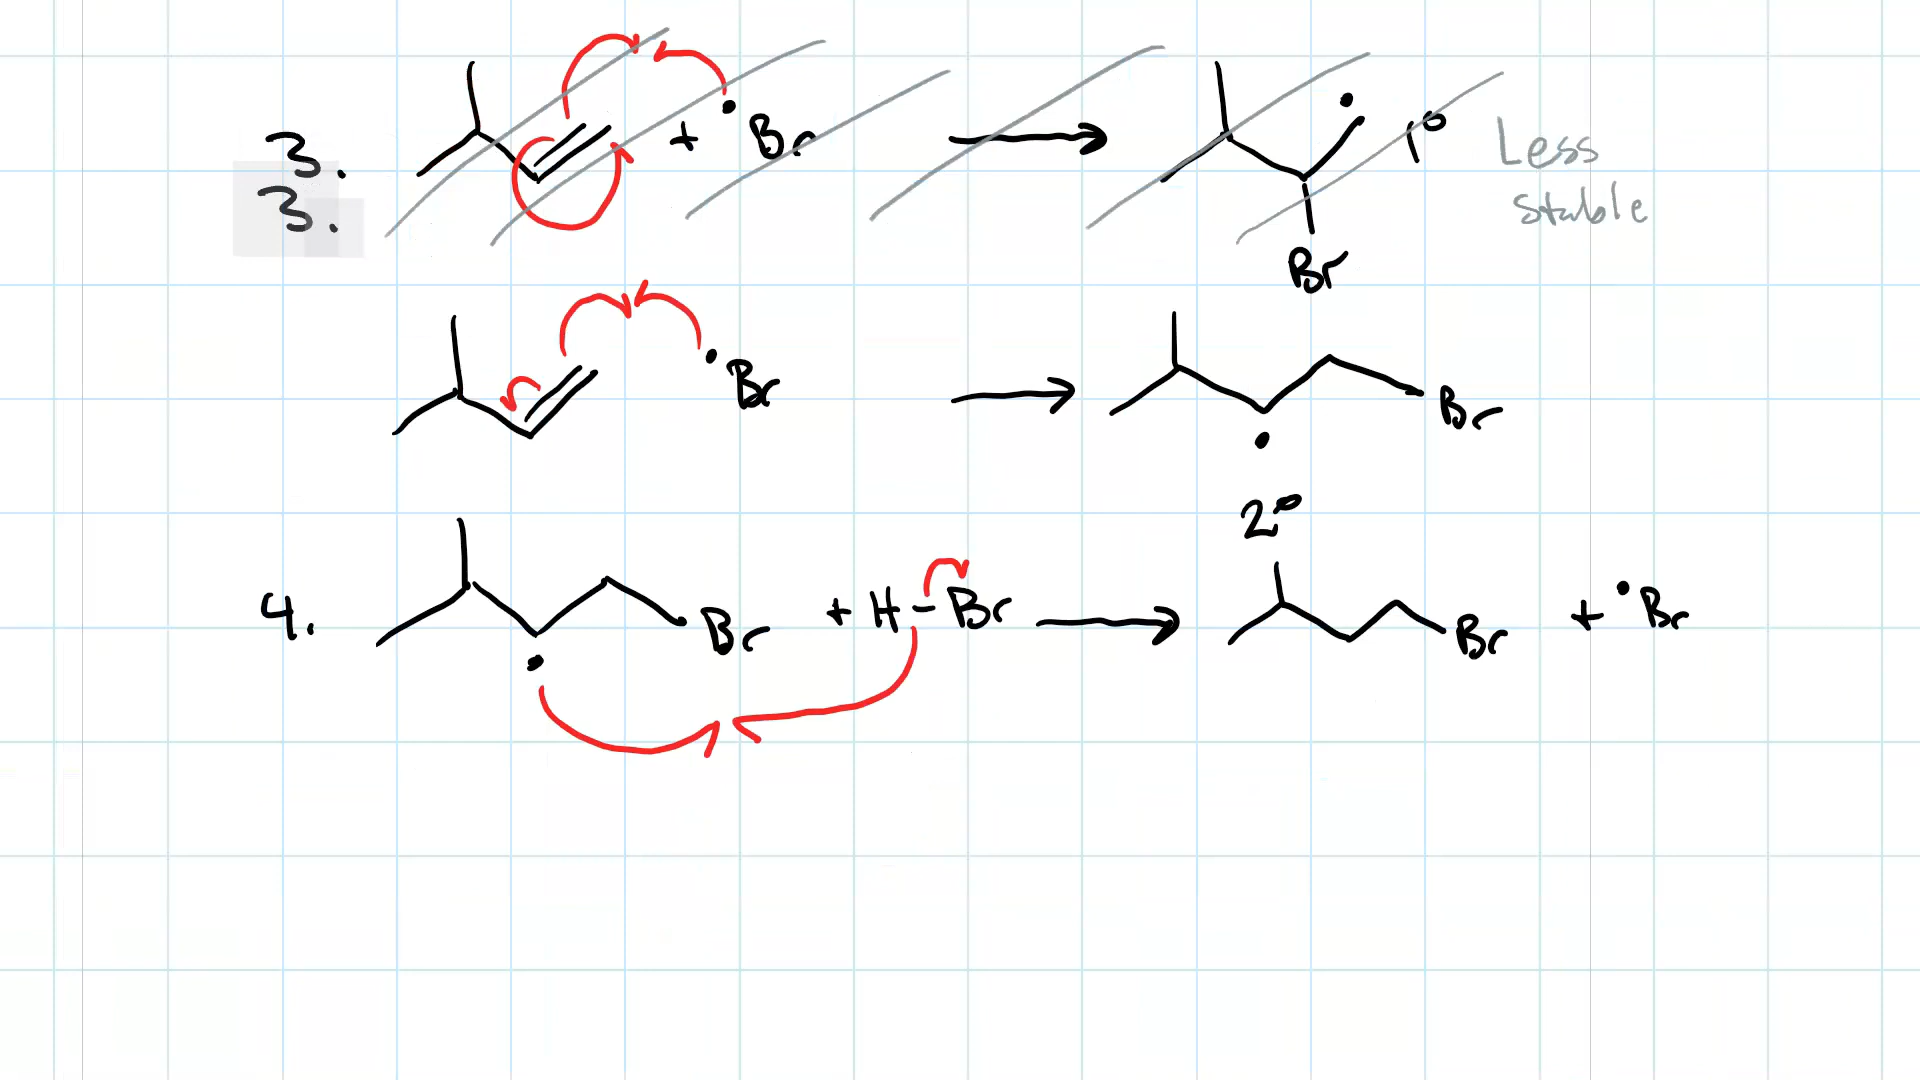 3. + •Br → • 1° Less
stable
3. Br
•Br → • Br
2°
4. • Br + H-Br → Br + •Br